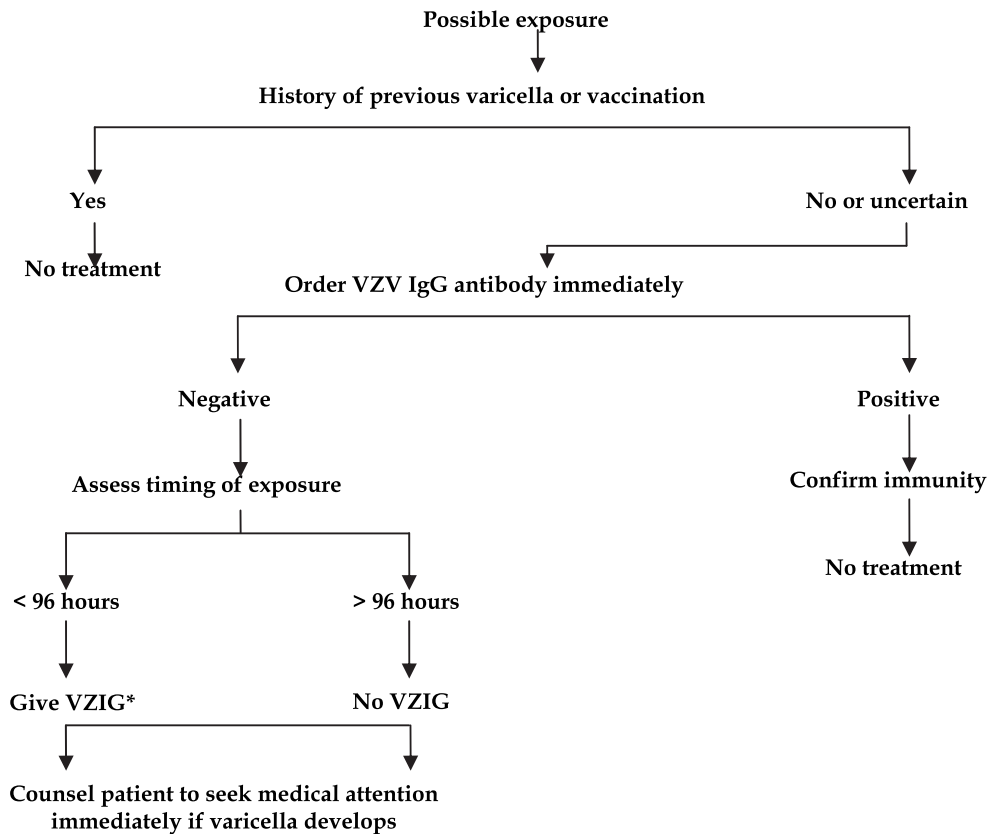 Possible exposure
History of previous varicella or vaccination
Yes
No or uncertain
No treatment
Order VZV IgG antibody immediately
Negative
Positive
Assess timing of exposure
Confirm immunity
No treatment
< 96 hours
> 96 hours
Give VZIG*
No VZIG
Counsel patient to seek medical attention
immediately if varicella develops